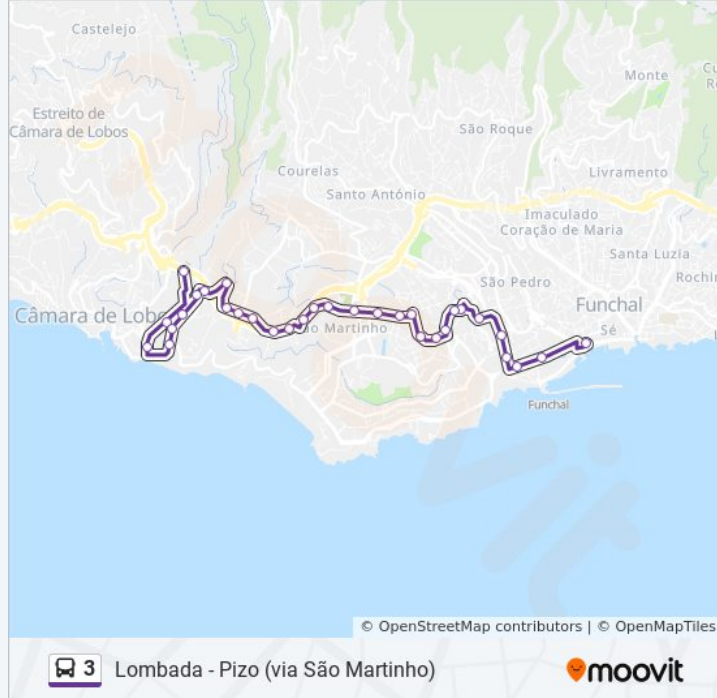 Castelejo
Monte
Estreito de
Câmara de Lobos
São Roque
Courelas
Livramento
Santo António
Imaculado
Coração de Maria
Santa Luzia
São Pedro
Funchal
Câmara de Lobo
São Martinho
Sé
Funchal
© OpenStreetMap contributors | © OpenMapTiles
3 Lombada - Pizo (via São Martinho)
moovit